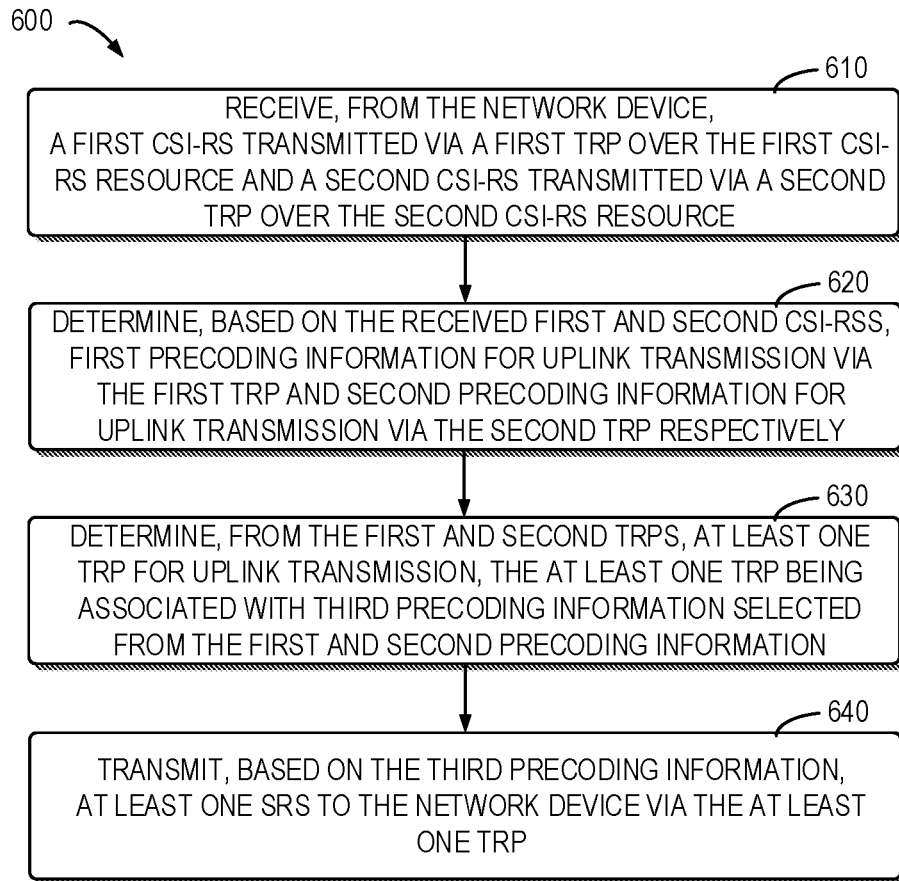 600
610
RECEIVE, FROM THE NETWORK DEVICE,
A FIRST CSI-RS TRANSMITTED VIA A FIRST TRP OVER THE FIRST CSI-
RS RESOURCE AND A SECOND CSI-RS TRANSMITTED VIA A SECOND
TRP OVER THE SECOND CSI-RS RESOURCE
620
DETERMINE, BASED ON THE RECEIVED FIRST AND SECOND CSI-RSS,
FIRST PRECODING INFORMATION FOR UPLINK TRANSMISSION VIA
THE FIRST TRP AND SECOND PRECODING INFORMATION FOR
UPLINK TRANSMISSION VIA THE SECOND TRP RESPECTIVELY
630
DETERMINE, FROM THE FIRST AND SECOND TRPS, AT LEAST ONE
TRP FOR UPLINK TRANSMISSION, THE AT LEAST ONE TRP BEING
ASSOCIATED WITH THIRD PRECODING INFORMATION SELECTED
FROM THE FIRST AND SECOND PRECODING INFORMATION
640
TRANSMIT, BASED ON THE THIRD PRECODING INFORMATION,
AT LEAST ONE SRS TO THE NETWORK DEVICE VIA THE AT LEAST
ONE TRP